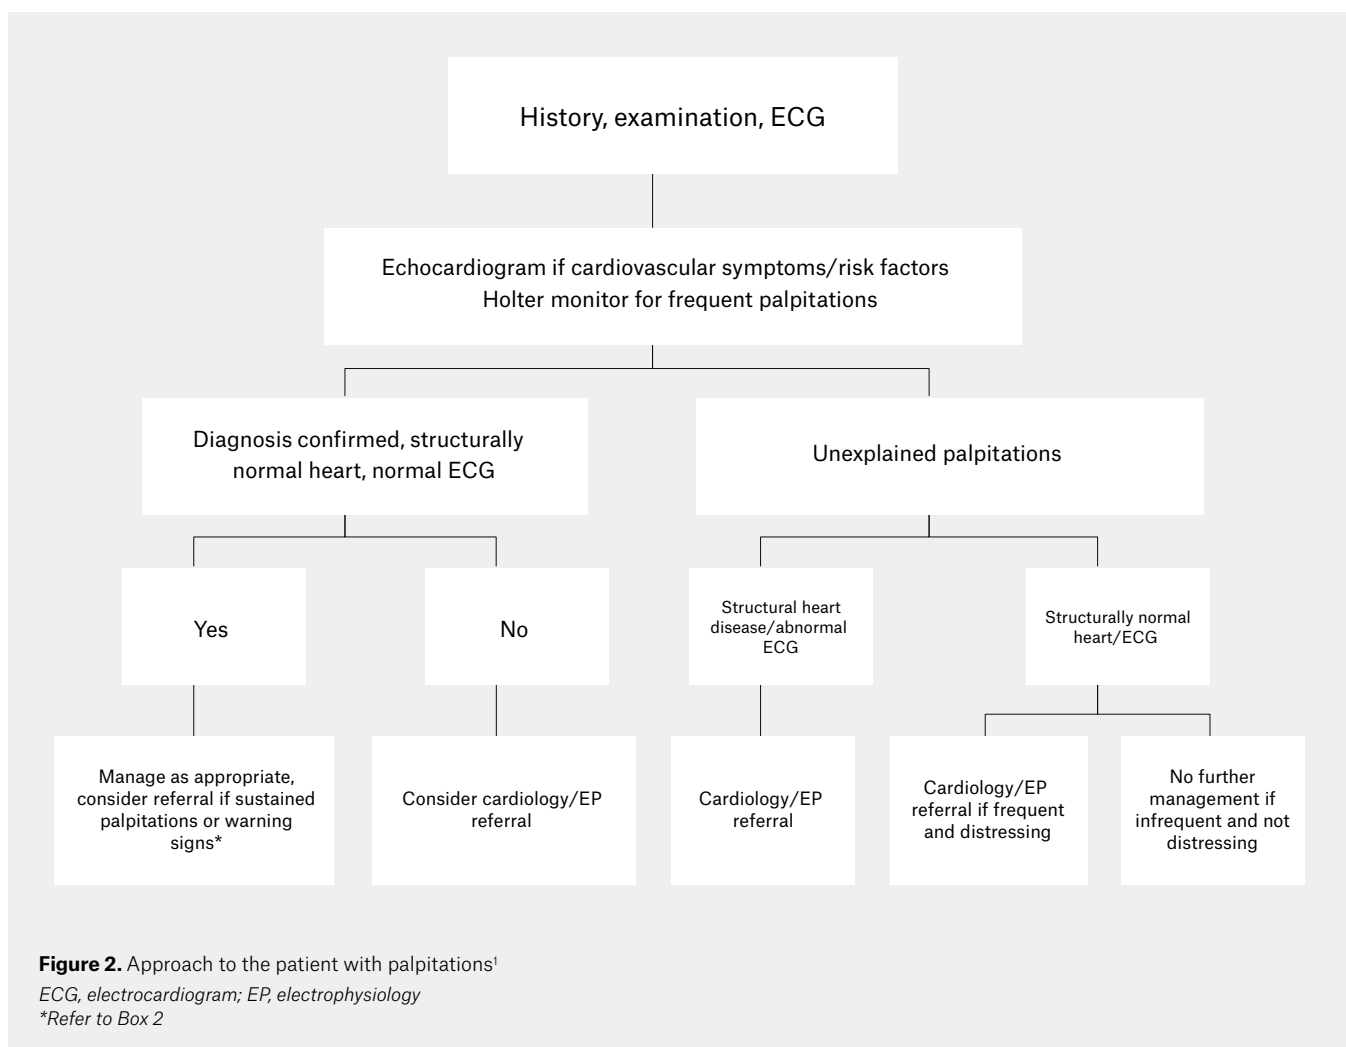 History, examination, ECG
Echocardiogram if cardiovascular symptoms/risk factors
Holter monitor for frequent palpitations
Diagnosis confirmed, structurally
normal heart, normal ECG
Unexplained palpitations
Yes
No
Structural heart
disease/abnormal
ECG
Structurally normal
heart/ECG
Manage as appropriate,
consider referral if sustained
palpitations or warning
signs*
Consider cardiology/EP
referral
Cardiology/EP
referral
Cardiology/EP
referral if frequent
and distressing
No further
management if
infrequent and not
distressing
Figure 2. Approach to the patient with palpitations¹
ECG, electrocardiogram; EP, electrophysiology
*Refer to Box 2